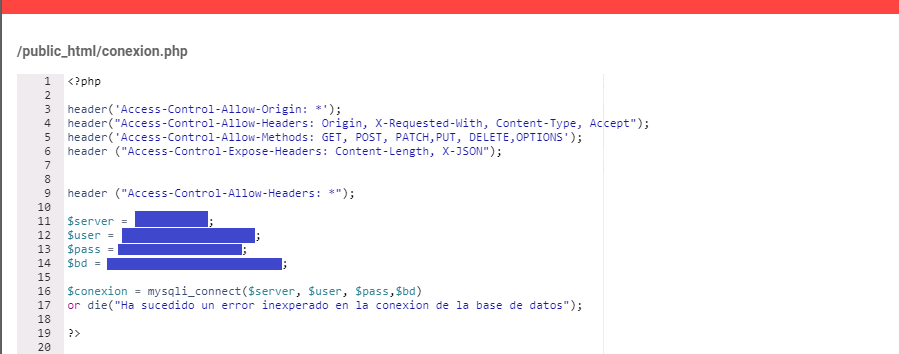 /public_html/conexion.php
1 <?php
2
3 header('Access-Control-Allow-Origin: *');
4 header("Access-Control-Allow-Headers: Origin, X-Requested-With, Content-Type, Accept");
5 header('Access-Control-Allow-Methods: GET, POST, PATCH,PUT, DELETE,OPTIONS');
6 header ("Access-Control-Expose-Headers: Content-Length, X-JSON");
7
8
9 header ("Access-Control-Allow-Headers: *");
10
11 $server = ;
12 $user = ;
13 $pass = ;
14 $bd = ;
15
16 $conexion = mysqli_connect($server, $user, $pass,$bd)
17 or die("Ha sucedido un error inexperado en la conexion de la base de datos");
18
19 ?>
20